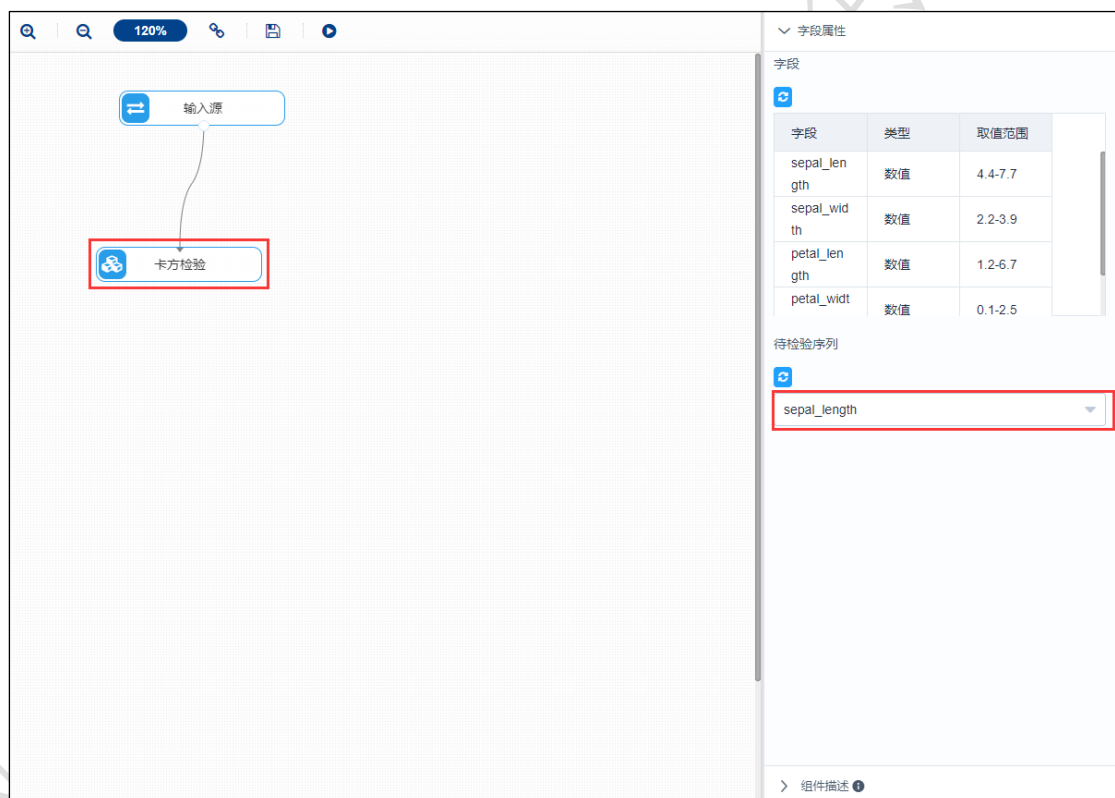 120%
输入源
卡方检验
字段属性
字段
字段 类型 取值范围
sepal_len
gth
数值 4.4-7.7
sepal_wid
th
数值 2.2-3.9
petal_len
gth
数值 1.2-6.7
petal_widt
数值 0.1-2.5
待检验序列
sepal_length
组件描述